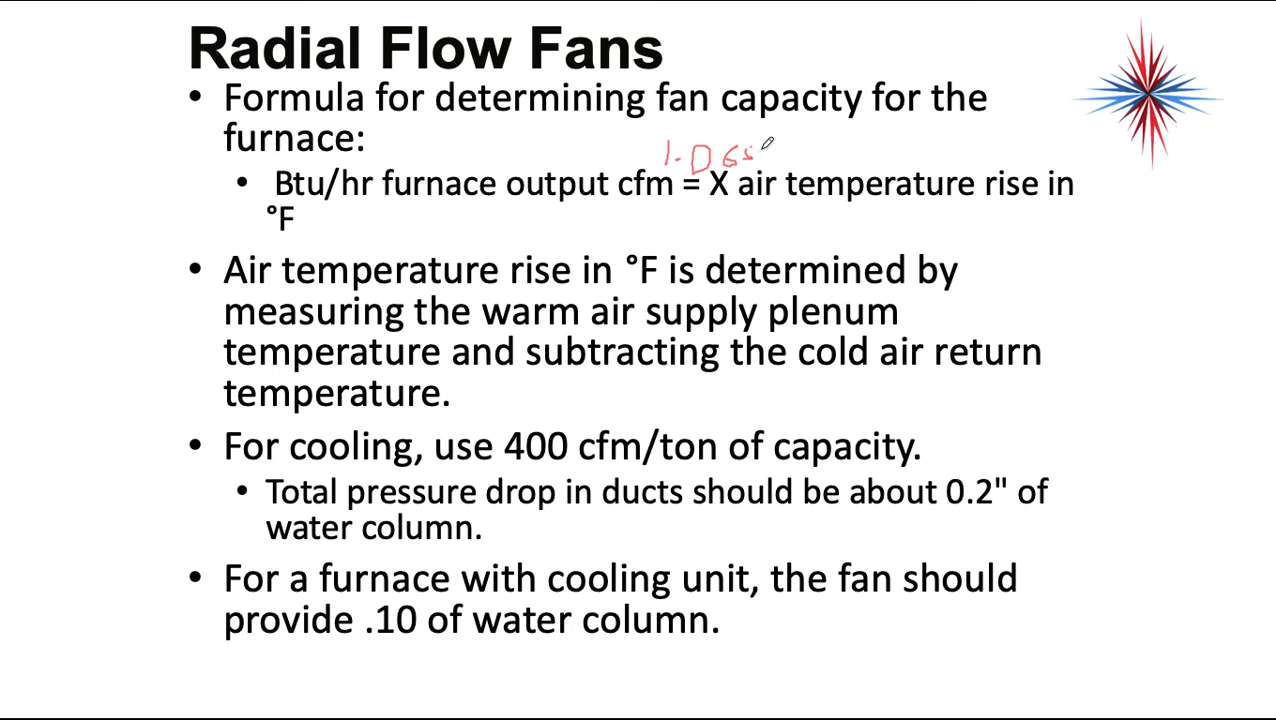 Radial Flow Fans
• Formula for determining fan capacity for the
furnace:
1.
• Btu/hr furnace output cfm = X air temperature rise in
°F
• Air temperature rise in °F is determined by
measuring the warm air supply plenum
temperature and subtracting the cold air return
temperature.
• For cooling, use 400 cfm/ton of capacity.
• Total pressure drop in ducts should be about 0.2" of
water column.
• For a furnace with cooling unit, the fan should
provide .10 of water column.